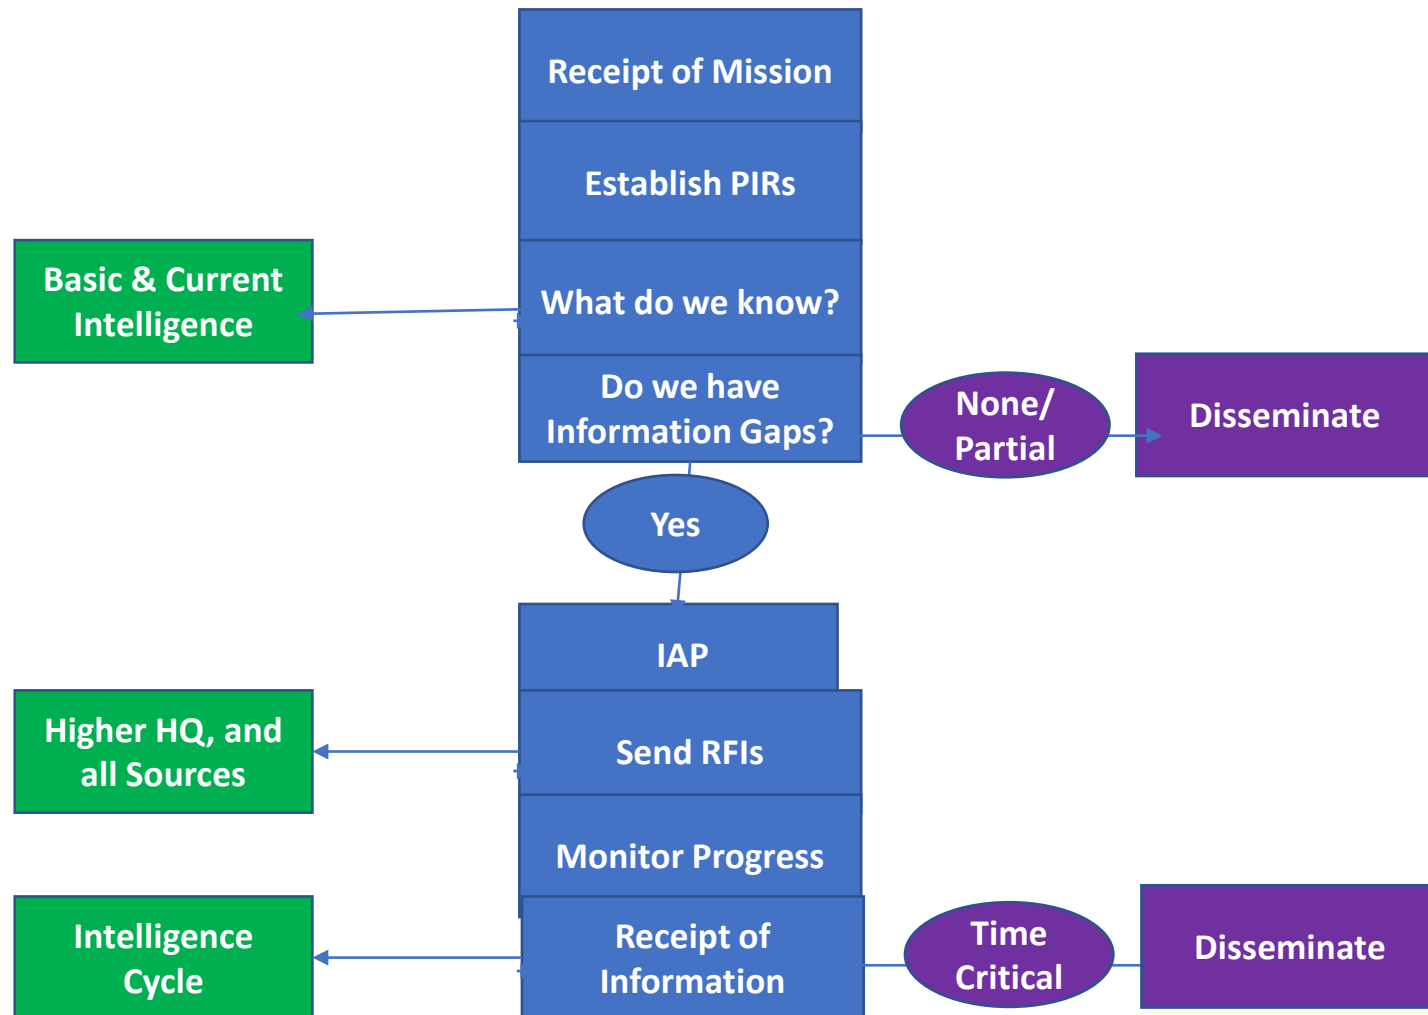 Receipt of Mission
Establish PIRs
Basic & Current
Intelligence
What do we know?
Do we have
Information Gaps?
None/
Partial
Disseminate
Yes
IAP
Higher HQ, and
all Sources
Send RFIs
Monitor Progress
Intelligence
Cycle
Receipt of
Information
Time
Critical
Disseminate